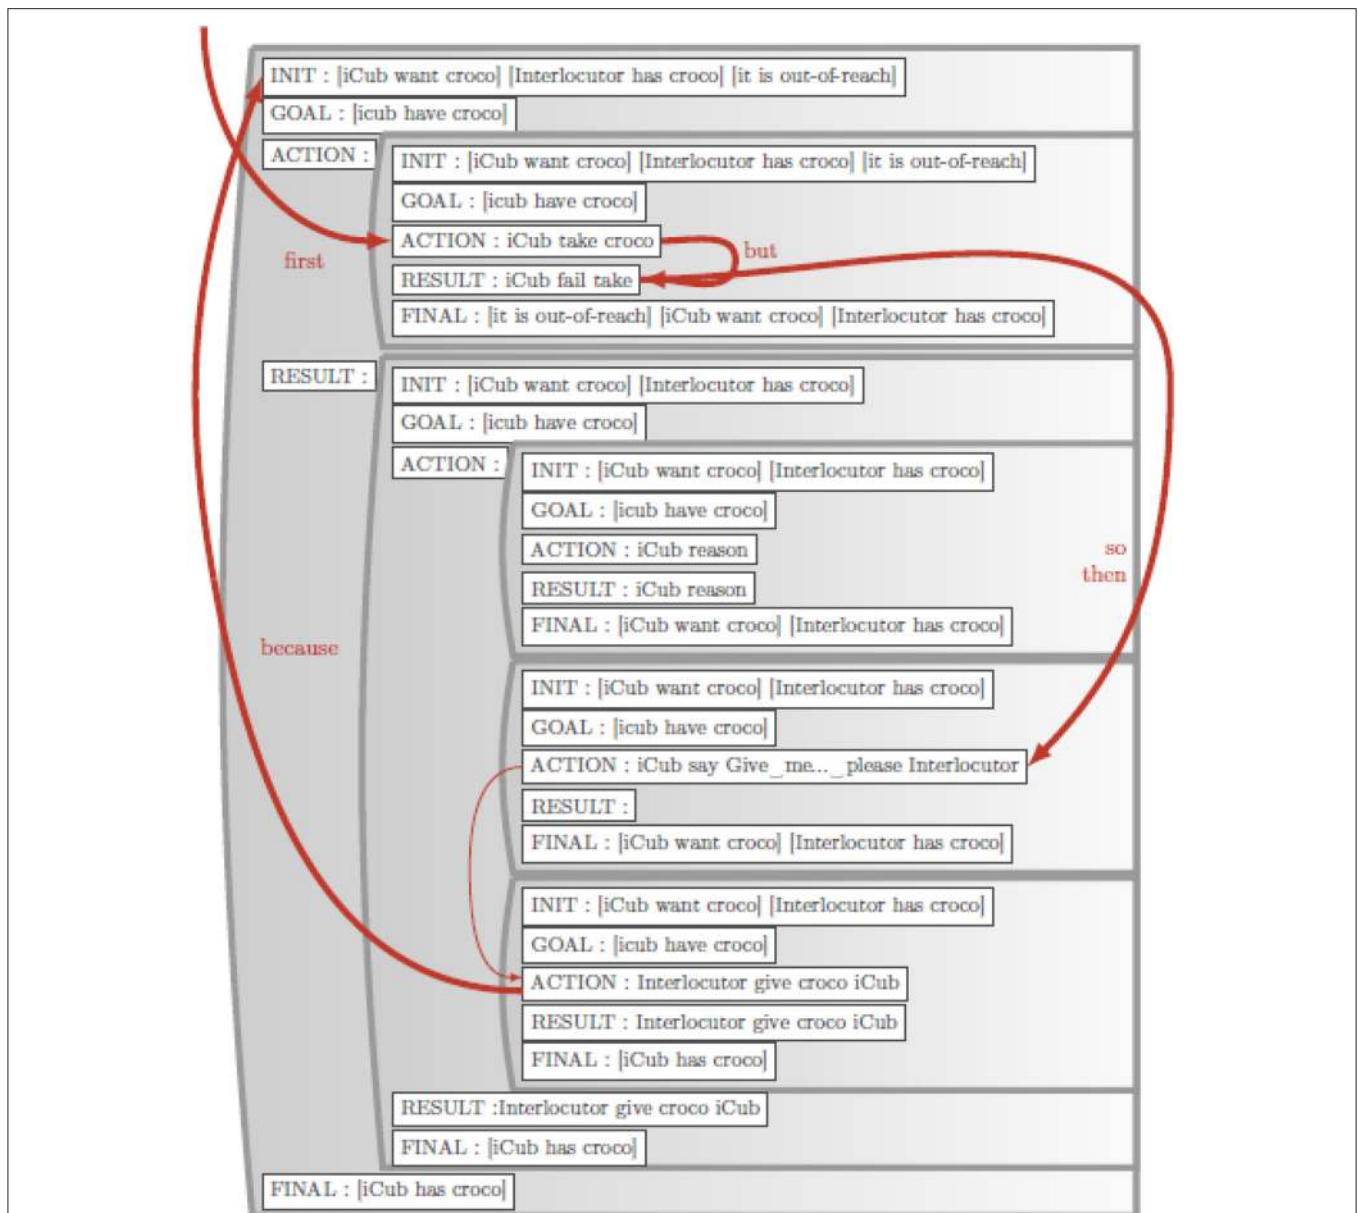 INIT : [iCub want croco] [Interlocutor has croco] [it is out-of-reach]
GOAL : [icub have croco]
ACTION :
INIT : [iCub want croco] [Interlocutor has croco] [it is out-of-reach]
GOAL : [icub have croco]
ACTION : iCub take croco
but
first
RESULT : iCub fail take
FINAL : [it is out-of-reach] [iCub want croco] [Interlocutor has croco]
RESULT :
INIT : [iCub want croco] [Interlocutor has croco]
GOAL : [icub have croco]
ACTION :
INIT : [iCub want croco] [Interlocutor has croco]
GOAL : [icub have croco]
ACTION : iCub reason
so
then
RESULT : iCub reason
FINAL : [iCub want croco] [Interlocutor has croco]
because
INIT : [iCub want croco] [Interlocutor has croco]
GOAL : [icub have croco]
ACTION : iCub say Give_me..._please Interlocutor
RESULT :
FINAL : [iCub want croco] [Interlocutor has croco]
INIT : [iCub want croco] [Interlocutor has croco]
GOAL : [icub have croco]
ACTION : Interlocutor give croco iCub
RESULT : Interlocutor give croco iCub
FINAL : [iCub has croco]
RESULT :Interlocutor give croco iCub
FINAL : [iCub has croco]
FINAL : [iCub has croco]